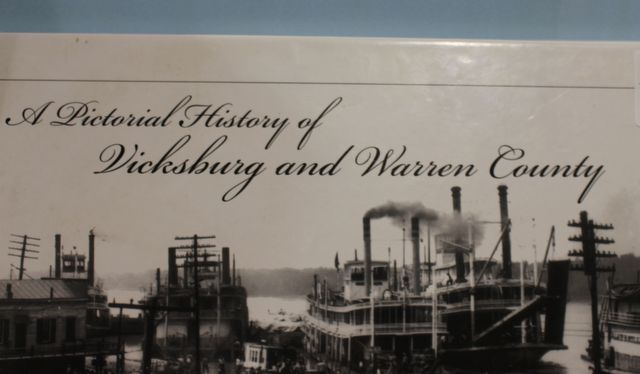 A Pictorial History of
Vicksburg and Warren County